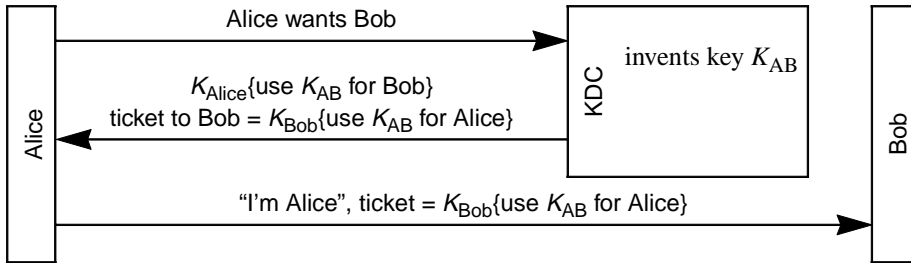 Alice wants Bob
invents key K_AB
K_Alice{use K_AB for Bob}
ticket to Bob = K_Bob{use K_AB for Alice}
Alice
KDC
Bob
“I’m Alice”, ticket = K_Bob{use K_AB for Alice}